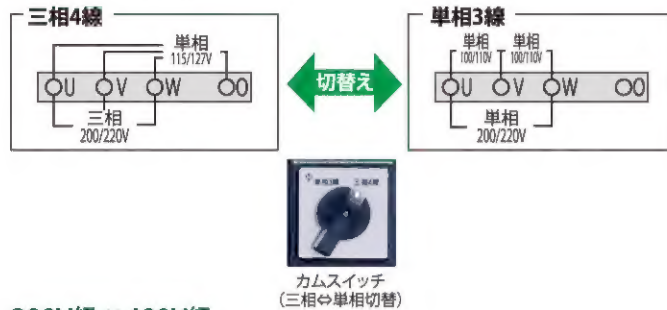 三相4線
単相
115/127V
U V W O
三相
200/220V
切替え
単相3線
単相 単相
100/110V 100/110V
U V W O
単相
200/220V
単相3線 三相4線
カムスイッチ
(三相⇔単相切替)